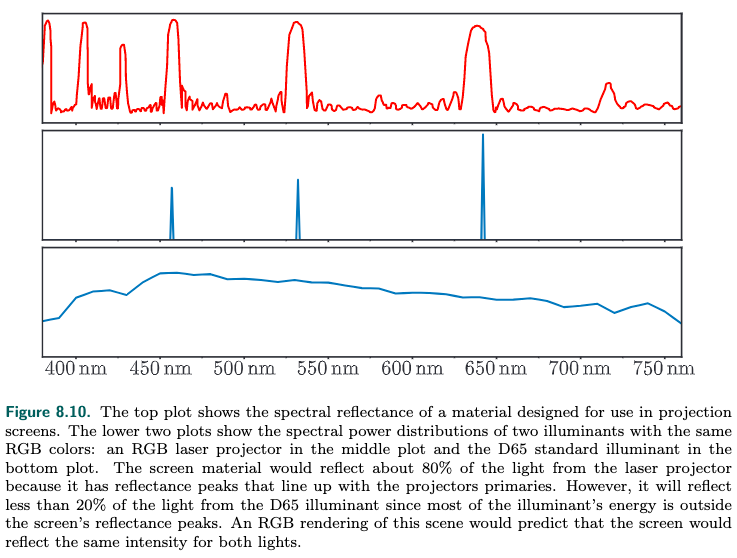 400 nm 450 nm 500 nm 550 nm 600 nm 650 nm 700 nm 750 nm
Figure 8.10. The top plot shows the spectral reflectance of a material designed for use in projection
screens. The lower two plots show the spectral power distributions of two illuminants with the same
RGB colors: an RGB laser projector in the middle plot and the D65 standard illuminant in the
bottom plot. The screen material would reflect about 80% of the light from the laser projector
because it has reflectance peaks that line up with the projectors primaries. However, it will reflect
less than 20% of the light from the D65 illuminant since most of the illuminant's energy is outside
the screen's reflectance peaks. An RGB rendering of this scene would predict that the screen would
reflect the same intensity for both lights.